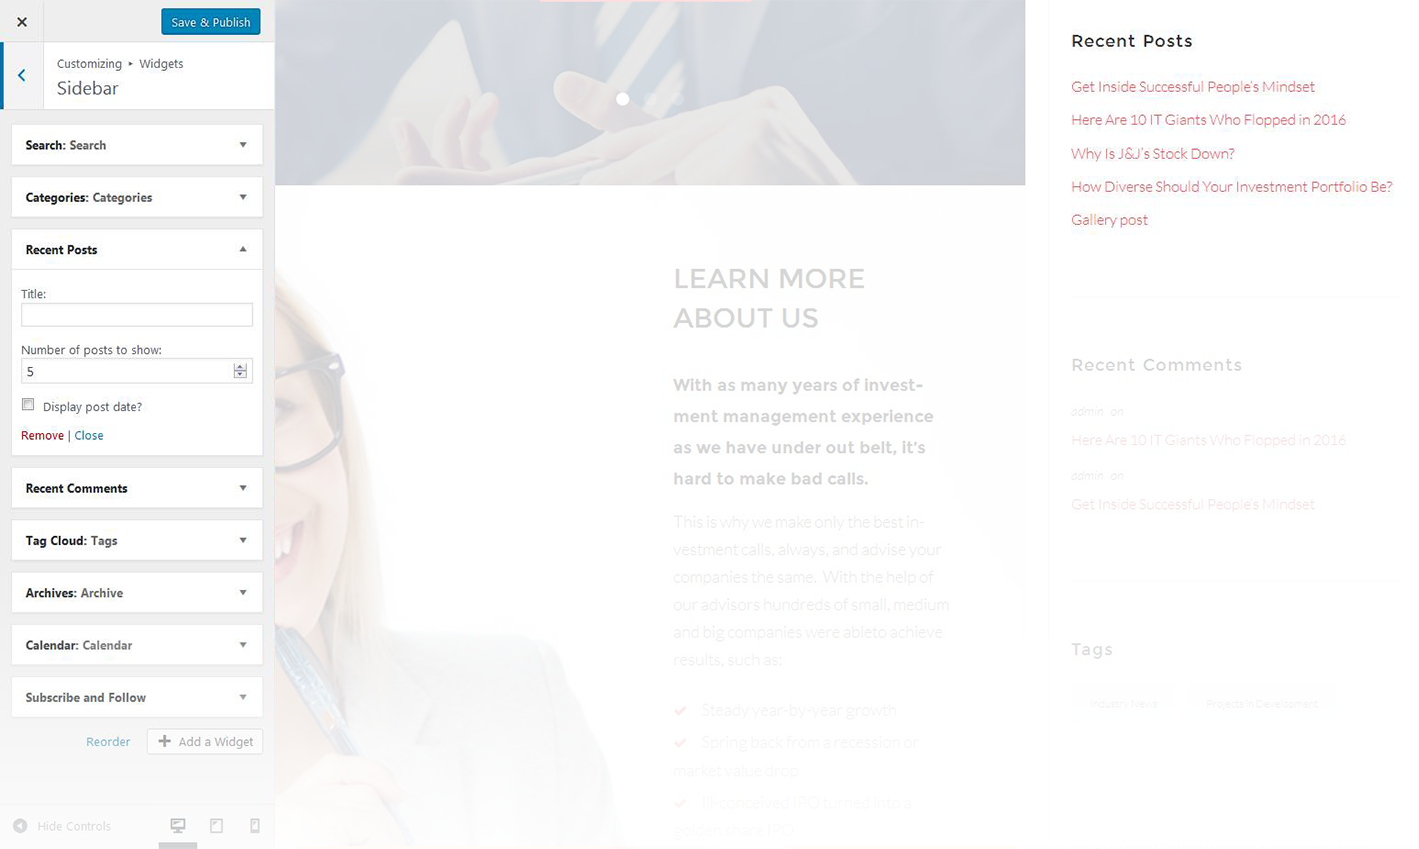 Save & Publish
Customizing ▸ Widgets
Sidebar
Search: Search
Categories: Categories
Recent Posts
Title:
Number of posts to show:
5
Display post date?
Remove | Close
Recent Comments
Tag Cloud: Tags
Archives: Archive
Calendar: Calendar
Subscribe and Follow
Reorder
Add a Widget
Hide Controls
LEARN MORE
ABOUT US
With as many years of invest-
ment management experience
as we have under out belt, it's
hard to make bad calls.
This is why we make only the best in-
vestment calls, always, and advise your
companies the same. With the help of
our advisors hundreds of small, medium
and big companies were ableto achieve
results, such as:
Steady year-by-year growth
Spring back from a recession or
market value drop
Ill-conceived IPO turned into a
golden share IPO
Recent Posts
Get Inside Successful People's Mindset
Here Are 10 IT Giants Who Flopped in 2016
Why Is J&J's Stock Down?
How Diverse Should Your Investment Portfolio Be?
Gallery post
Recent Comments
admin on
Here Are 10 IT Giants Who Flopped in 2016
admin on
Get Inside Successful People's Mindset
Tags
Industry News
Projects in Development